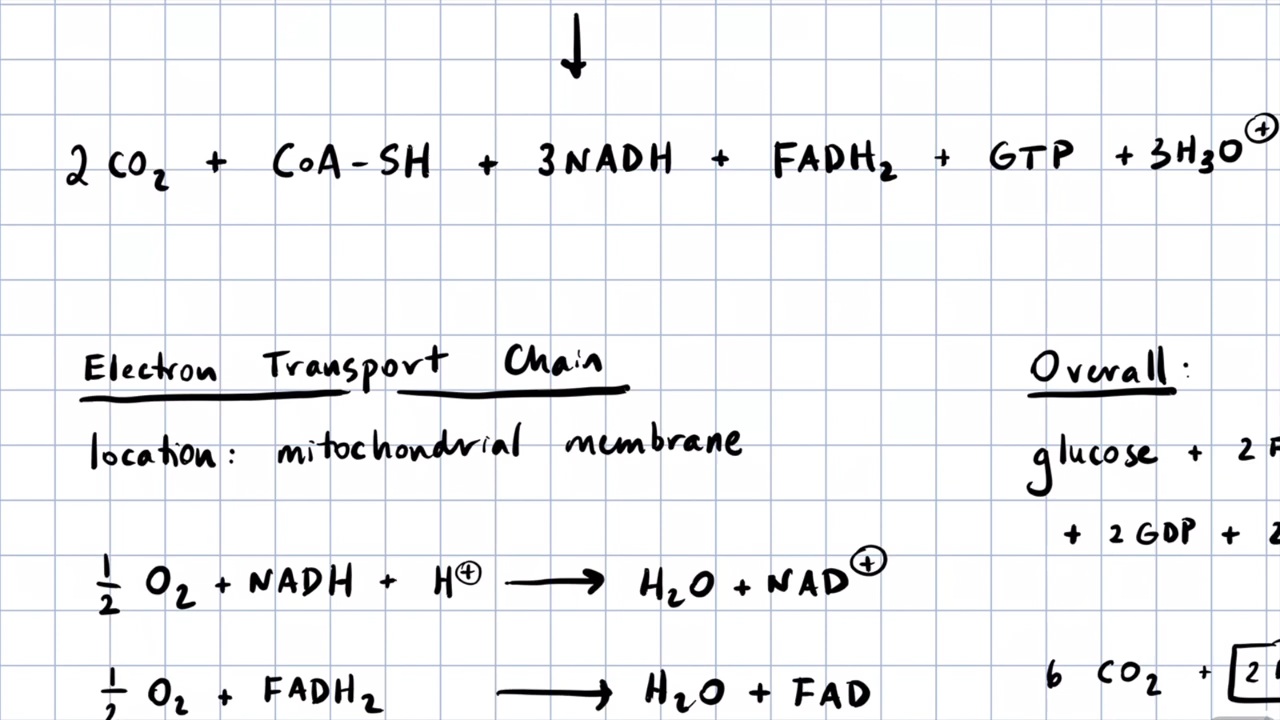 ↓
2 CO₂ + CoA-SH + 3NADH + FADH₂ + GTP + 3H₃O⊕
Electron Transport Chain
location: mitochondrial membrane
½ O₂ + NADH + H⊕ → H₂O + NAD⊕
½ O₂ + FADH₂ → H₂O + FAD
Overall:
glucose + 2
+ 2 GDP +
6 CO₂ + 2